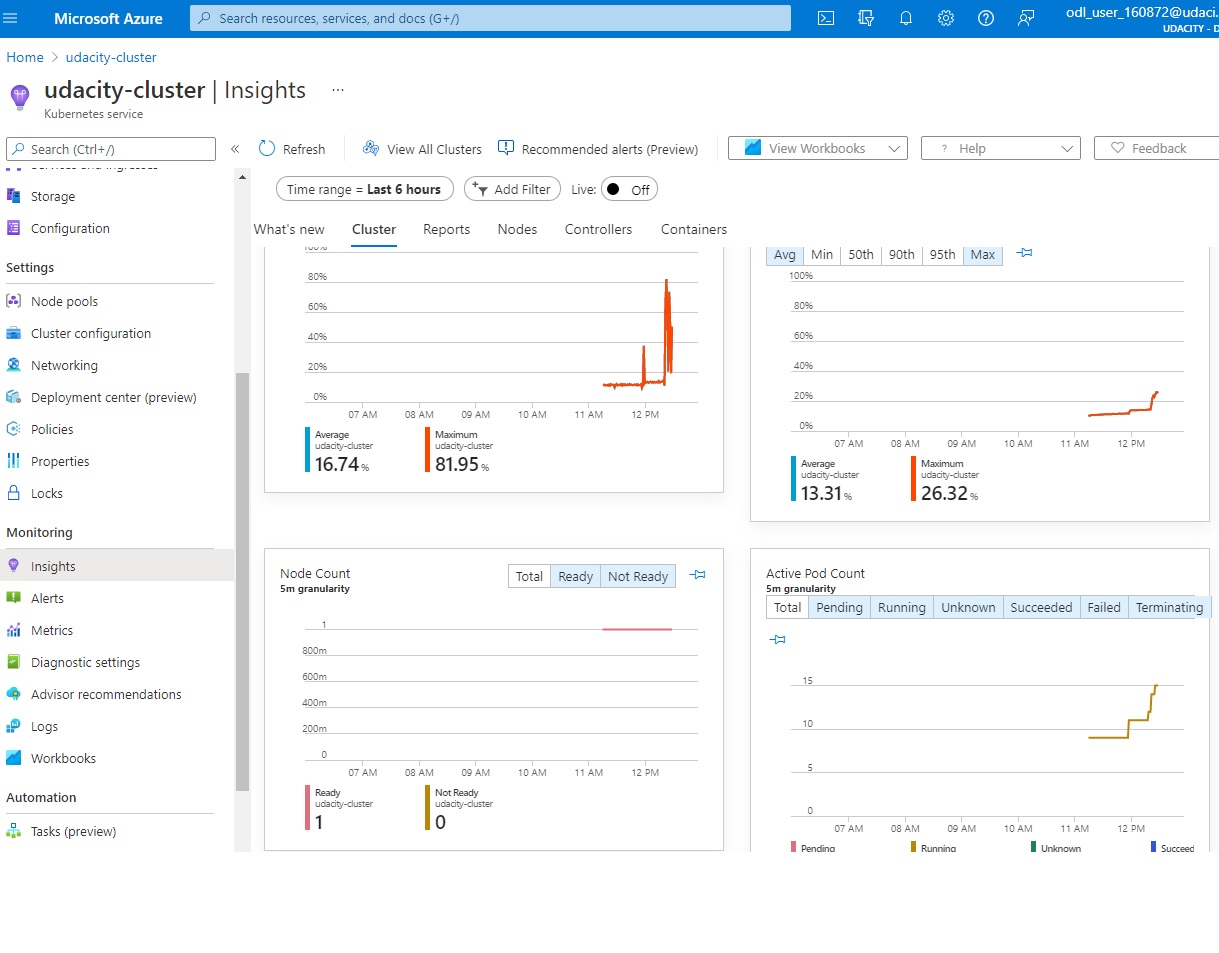 Microsoft Azure
Search resources, services, and docs (G+/)
odl_user_160872@udaci.
UDACITY - D
Home > udacity-cluster
udacity-cluster | Insights ...
Kubernetes service
Search (Ctrl+/)
«
Refresh
View All Clusters
Recommended alerts (Preview)
View Workbooks
? Help
Feedback
Services and ingresses
Storage
Configuration
Settings
Node pools
Cluster configuration
Networking
Deployment center (preview)
Policies
Properties
Locks
Monitoring
Insights
Alerts
Metrics
Diagnostic settings
Advisor recommendations
Logs
Workbooks
Automation
Tasks (preview)
Time range = Last 6 hours
Add Filter
Live: Off
What's new Cluster Reports Nodes Controllers Containers
100%
80%
60%
40%
20%
0%
07 AM 08 AM 09 AM 10 AM 11 AM 12 PM
Average
udacity-cluster
16.74 %
Maximum
udacity-cluster
81.95 %
Avg Min 50th 90th 95th Max
100%
80%
60%
40%
20%
0%
07 AM 08 AM 09 AM 10 AM 11 AM 12 PM
Average
udacity-cluster
13.31 %
Maximum
udacity-cluster
26.32 %
Node Count
5m granularity
Total Ready Not Ready
1
800m
600m
400m
200m
0
07 AM 08 AM 09 AM 10 AM 11 AM 12 PM
Ready
udacity-cluster
1
Not Ready
udacity-cluster
0
Active Pod Count
5m granularity
Total Pending Running Unknown Succeeded Failed Terminating
15
10
5
0
07 AM 08 AM 09 AM 10 AM 11 AM 12 PM
Pending Running Unknown Succeed